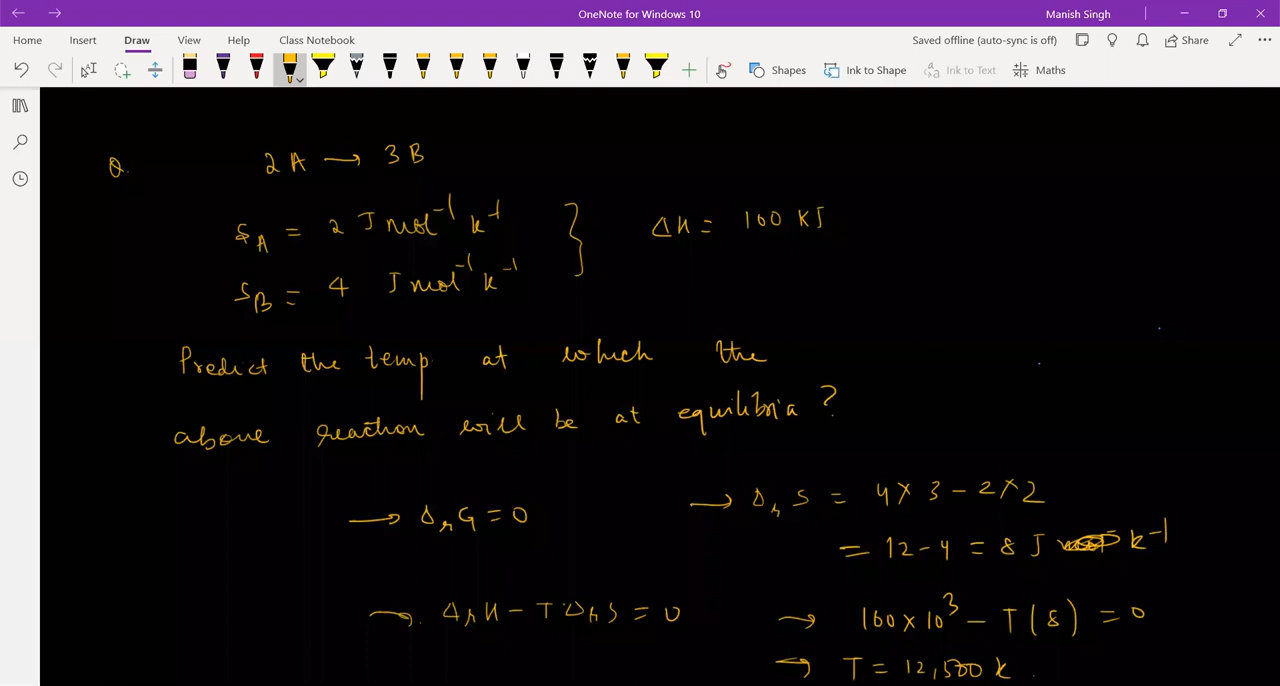 OneNote for Windows 10
Manish Singh
Home Insert Draw View Help Class Notebook
Saved offline (auto-sync is off) Share
Shapes Ink to Shape Ink to Text Maths
Q. 2A → 3B
S_A = 2 J mol⁻¹ K⁻¹
ΔH = 100 KJ
S_B = 4 J mol⁻¹ K⁻¹
Predict the temp at which the
above reaction will be at equilibria?
→ Δ_rG = 0
→ Δ_rS = 4×3 - 2×2
= 12 - 4 = 8 J K⁻¹
→ Δ_rH - TΔ_rS = 0
→ 100×10³ - T(8) = 0
→ T = 12,500 K.